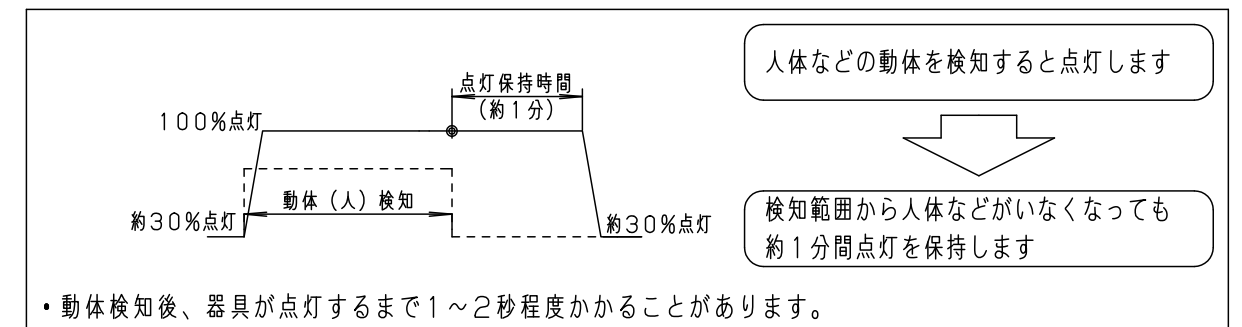 点灯保持時間
(約1分)
100%点灯
動体(人)検知
約30%点灯
約30%点灯
人体などの動体を検知すると点灯します
検知範囲から人体などがいなくなっても
約1分間点灯を保持します
・動体検知後、器具が点灯するまで1～2秒程度かかることがあります。